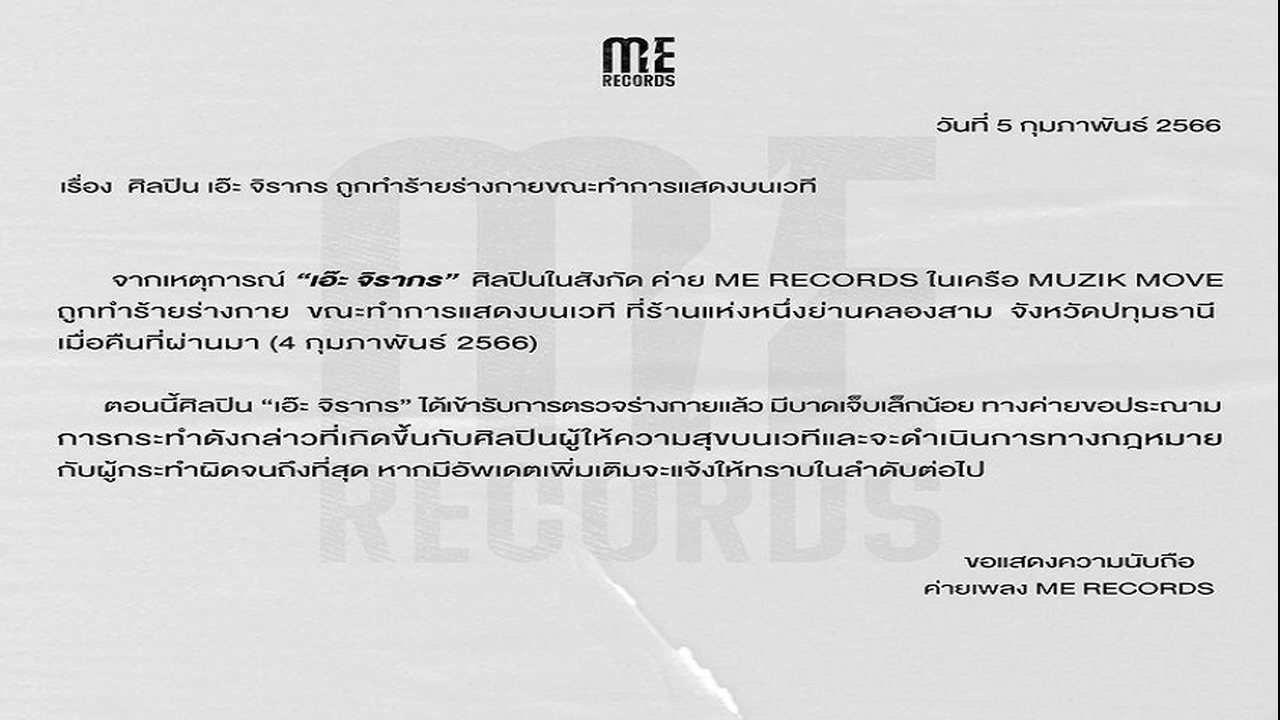 ME
RECORDS
วันที่ 5 กุมภาพันธ์ 2566
เรื่อง ศิลปิน เอ๊ะ จิรากร ถูกทำร้ายร่างกายขณะทำการแสดงบนเวที
จากเหตุการณ์ “เอ๊ะ จิรากร” ศิลปินในสังกัด ค่าย ME RECORDS ในเครือ MUZIK MOVE
ถูกทำร้ายร่างกาย ขณะทำการแสดงบนเวที ที่ร้านแห่งหนึ่งย่านคลองสาม จังหวัดปทุมธานี
เมื่อคืนที่ผ่านมา (4 กุมภาพันธ์ 2566)
ตอนนี้ศิลปิน “เอ๊ะ จิรากร” ได้เข้ารับการตรวจร่างกายแล้ว มีบาดเจ็บเล็กน้อย ทางค่ายขอประณาม
การกระทำดังกล่าวที่เกิดขึ้นกับศิลปินผู้ให้ความสุขบนเวทีและจะดำเนินการทางกฎหมาย
กับผู้กระทำผิดจนถึงที่สุด หากมีอัพเดตเพิ่มเติมจะแจ้งให้ทราบในลำดับต่อไป
ขอแสดงความนับถือ
ค่ายเพลง ME RECORDS
ME
RECORDS